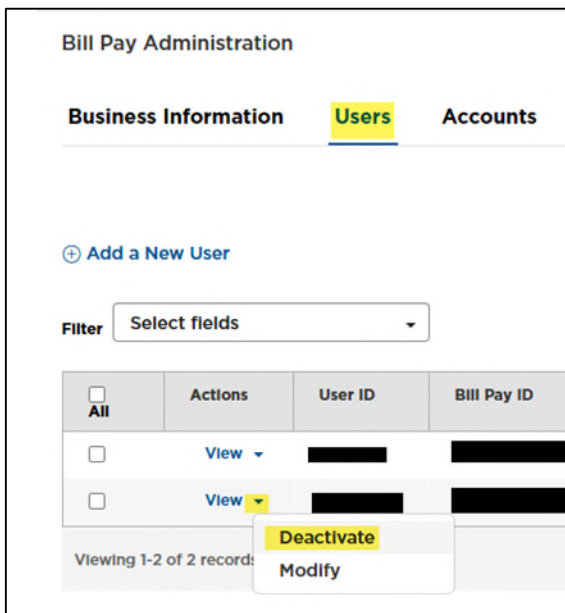 Bill Pay Administration
Business Information Users Accounts
Add a New User
Filter Select fields
All Actions User ID Bill Pay ID
View
View
Deactivate
Viewing 1-2 of 2 records
Modify